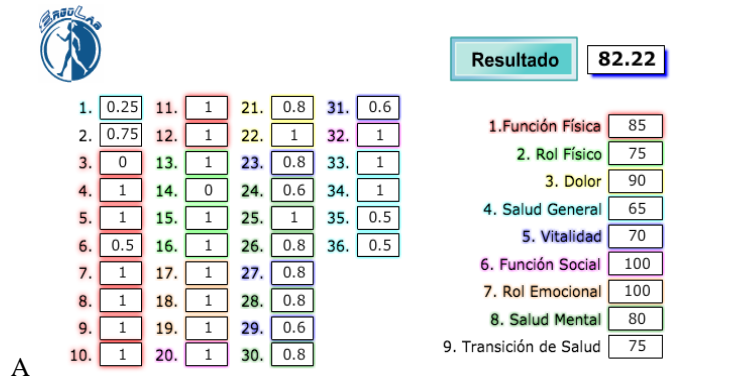 ERGOLAB
Resultado 82.22
1. 0.25 11. 1 21. 0.8 31. 0.6
2. 0.75 12. 1 22. 1 32. 1
3. 0 13. 1 23. 0.8 33. 1
4. 1 14. 0 24. 0.6 34. 1
5. 1 15. 1 25. 1 35. 0.5
6. 0.5 16. 1 26. 0.8 36. 0.5
7. 1 17. 1 27. 0.8
8. 1 18. 1 28. 0.8
9. 1 19. 1 29. 0.6
10. 1 20. 1 30. 0.8
1.Función Física 85
2. Rol Físico 75
3. Dolor 90
4. Salud General 65
5. Vitalidad 70
6. Función Social 100
7. Rol Emocional 100
8. Salud Mental 80
9. Transición de Salud 75
A